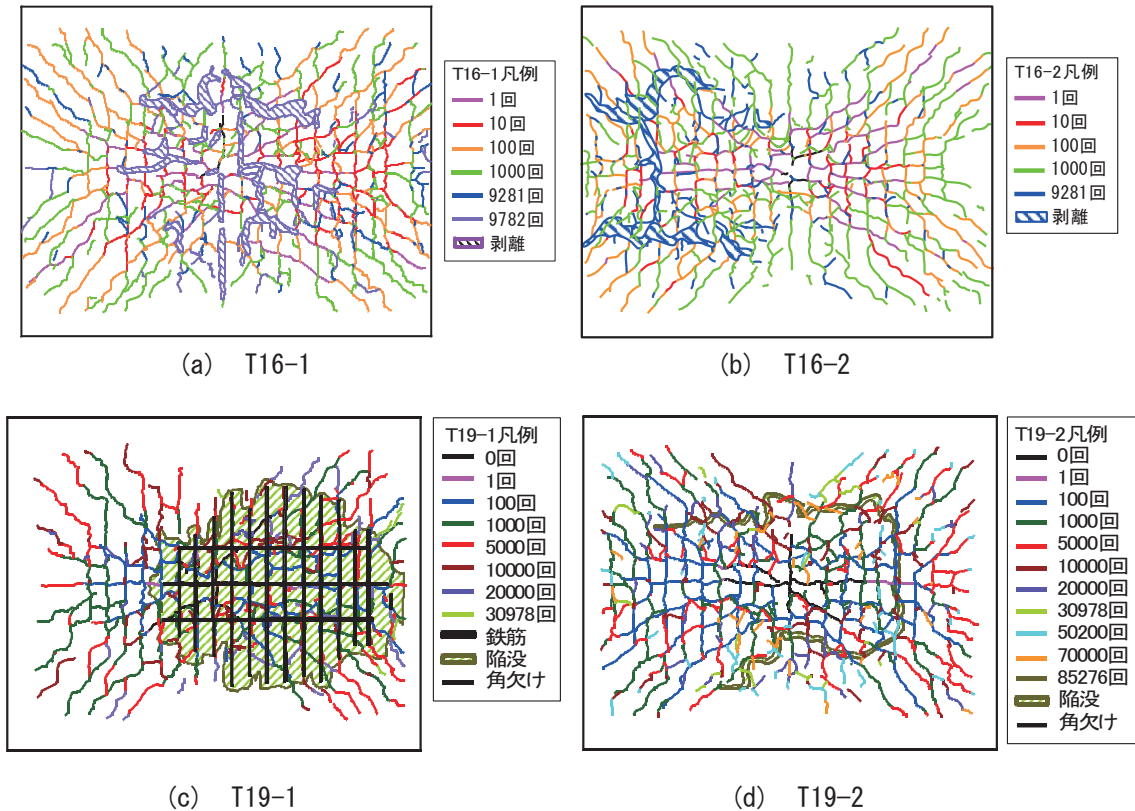 T16-1凡例
1回
10回
100回
1000回
9281回
9782回
剥離
(a) T16-1
T16-2凡例
1回
10回
100回
1000回
9281回
剥離
(b) T16-2
T19-1凡例
0回
1回
100回
1000回
5000回
10000回
20000回
30978回
鉄筋
陥没
角欠け
(c) T19-1
T19-2凡例
0回
1回
100回
1000回
5000回
10000回
20000回
30978回
50200回
70000回
85276回
陥没
角欠け
(d) T19-2